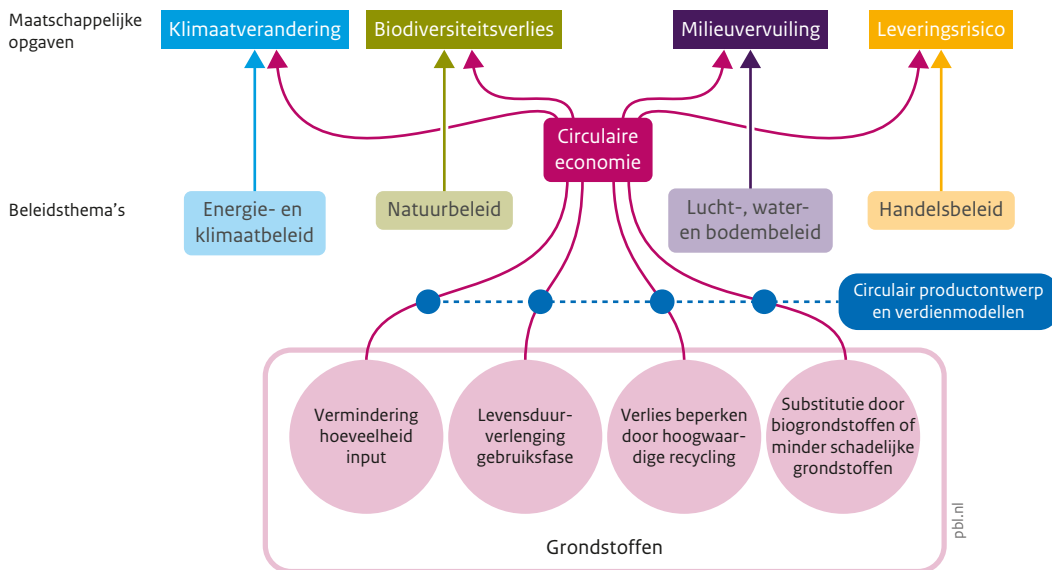 Maatschappelijke
opgaven
Klimaatverandering
Biodiversiteitsverlies
Milieuvervuiling
Leveringsrisico
Circulaire
economie
Beleidsthema's
Energie- en
klimaatbeleid
Natuurbeleid
Lucht-, water-
en bodembeleid
Handelsbeleid
Circulair productontwerp
en verdienmodellen
Vermindering
hoeveelheid
input
Levensduur-
verlenging
gebruiksfase
Verlies beperken
door hoogwaar-
dige recycling
Substitutie door
biogrondstoffen of
minder schadelijke
grondstoffen
Grondstoffen
pbl.nl